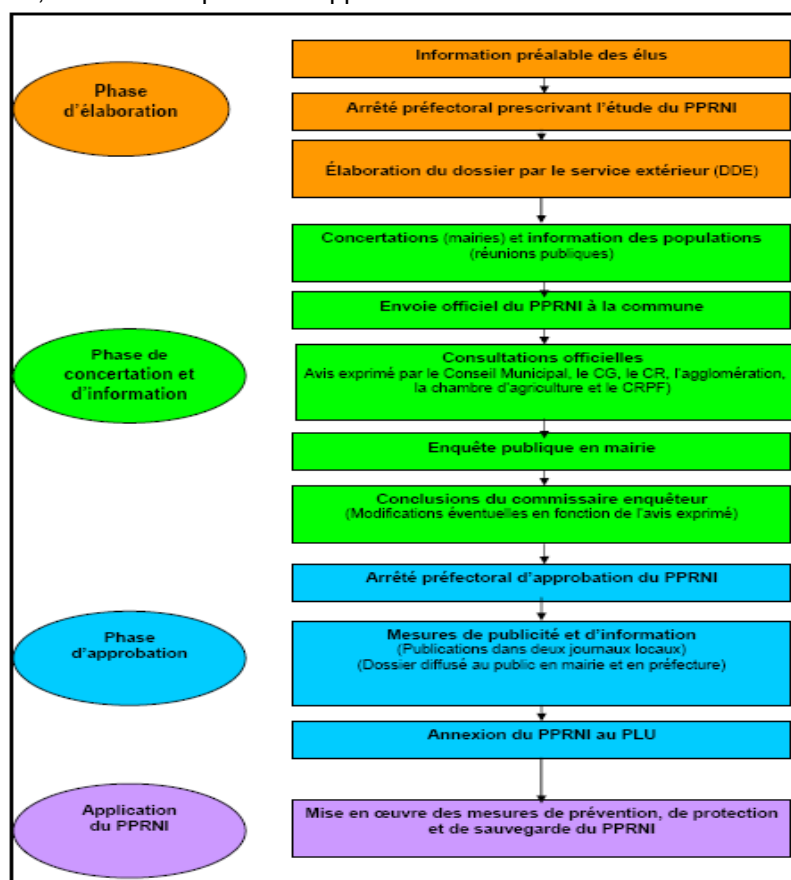 Phase
d'élaboration
Information préalable des élus
Arrêté préfectoral prescrivant l'étude du PPRNI
Élaboration du dossier par le service extérieur (DDE)
Phase de
concertation et
d'information
Concertations (mairies) et information des populations
(réunions publiques)
Envoie officiel du PPRNI à la commune
Consultations officielles
Avis exprimé par le Conseil Municipal, le CG, le CR, l'agglomération,
la chambre d'agriculture et le CRPF)
Enquête publique en mairie
Conclusions du commissaire enquêteur
(Modifications éventuelles en fonction de l'avis exprimé)
Phase
d'approbation
Arrêté préfectoral d'approbation du PPRNI
Mesures de publicité et d'information
(Publications dans deux journaux locaux)
(Dossier diffusé au public en mairie et en préfecture)
Annexion du PPRNI au PLU
Application
du PPRNI
Mise en œuvre des mesures de prévention, de protection
et de sauvegarde du PPRNI